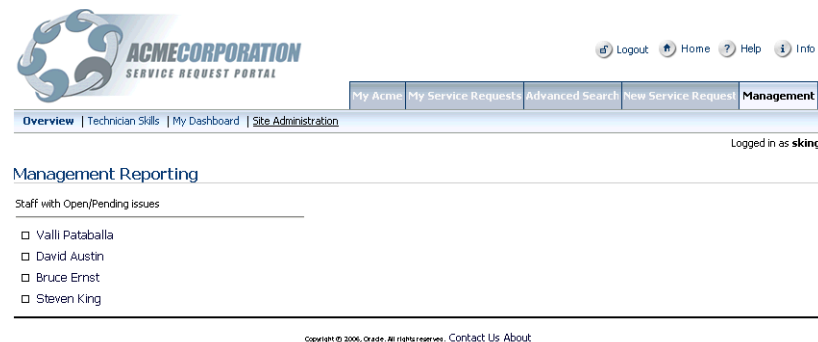 ACMECORPORATION
SERVICE REQUEST PORTAL
Logout Home ? Help i Info
My Acme My Service Requests Advanced Search New Service Request Management
Overview | Technician Skills | My Dashboard | Site Administration
Logged in as sking
Management Reporting
Staff with Open/Pending issues
Valli Pataballa
David Austin
Bruce Ernst
Steven King
Copyright © 2006, Oracle. All rights reserved. Contact Us About